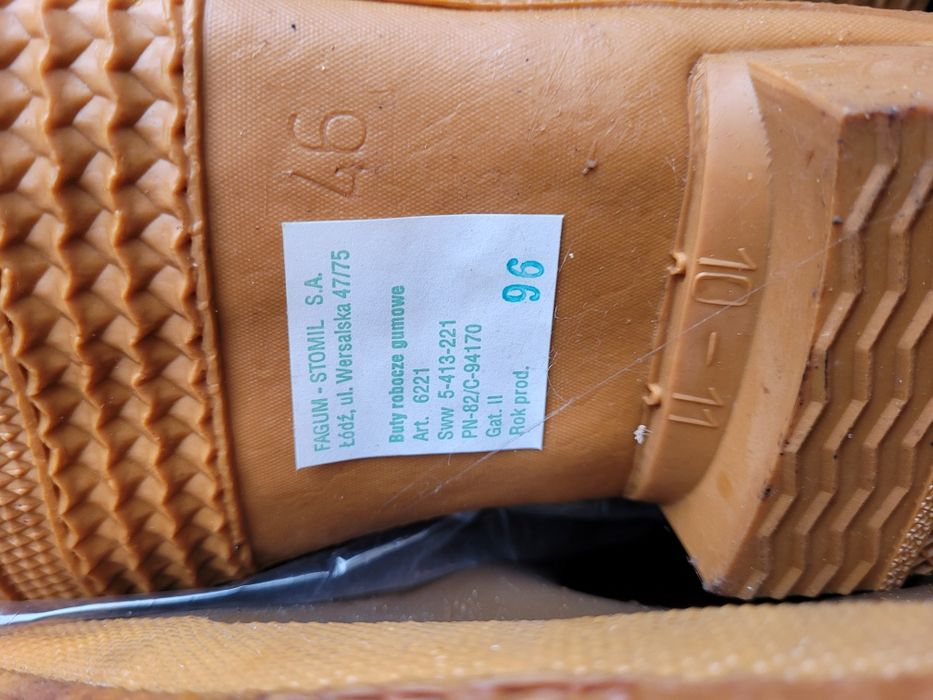 46
FAGUM - STOMIL S.A.
Łódź, ul. Wersalska 47/75
Buty robocze gumowe
Art. 6221
Sww 5-413-221
PN-82/C-94170
Gat. II
Rok prod. 96
10-11